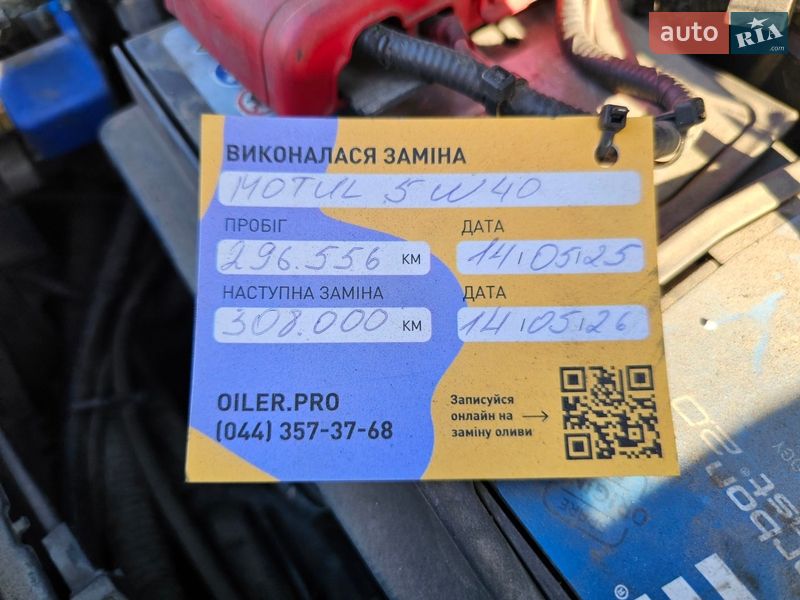 auto RIA .com
ВИКОНАЛАСЯ ЗАМІНА
MOTUL 5W40
ПРОБІГ ДАТА
296.556 км 14.05.25
НАСТУПНА ЗАМІНА ДАТА
308.000 км 14.05.26
OILER.PRO
(044) 357-37-68
Записуйся
онлайн на
заміну оливи